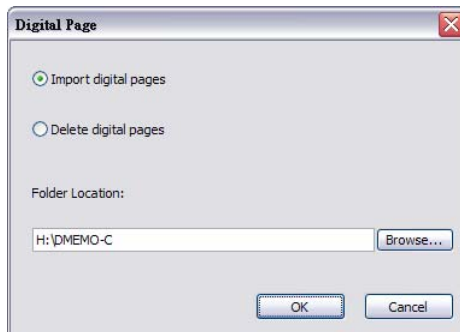 Digital Page
Import digital pages
Delete digital pages
Folder Location:
H:\DMEMO-C
Browse...
OK
Cancel